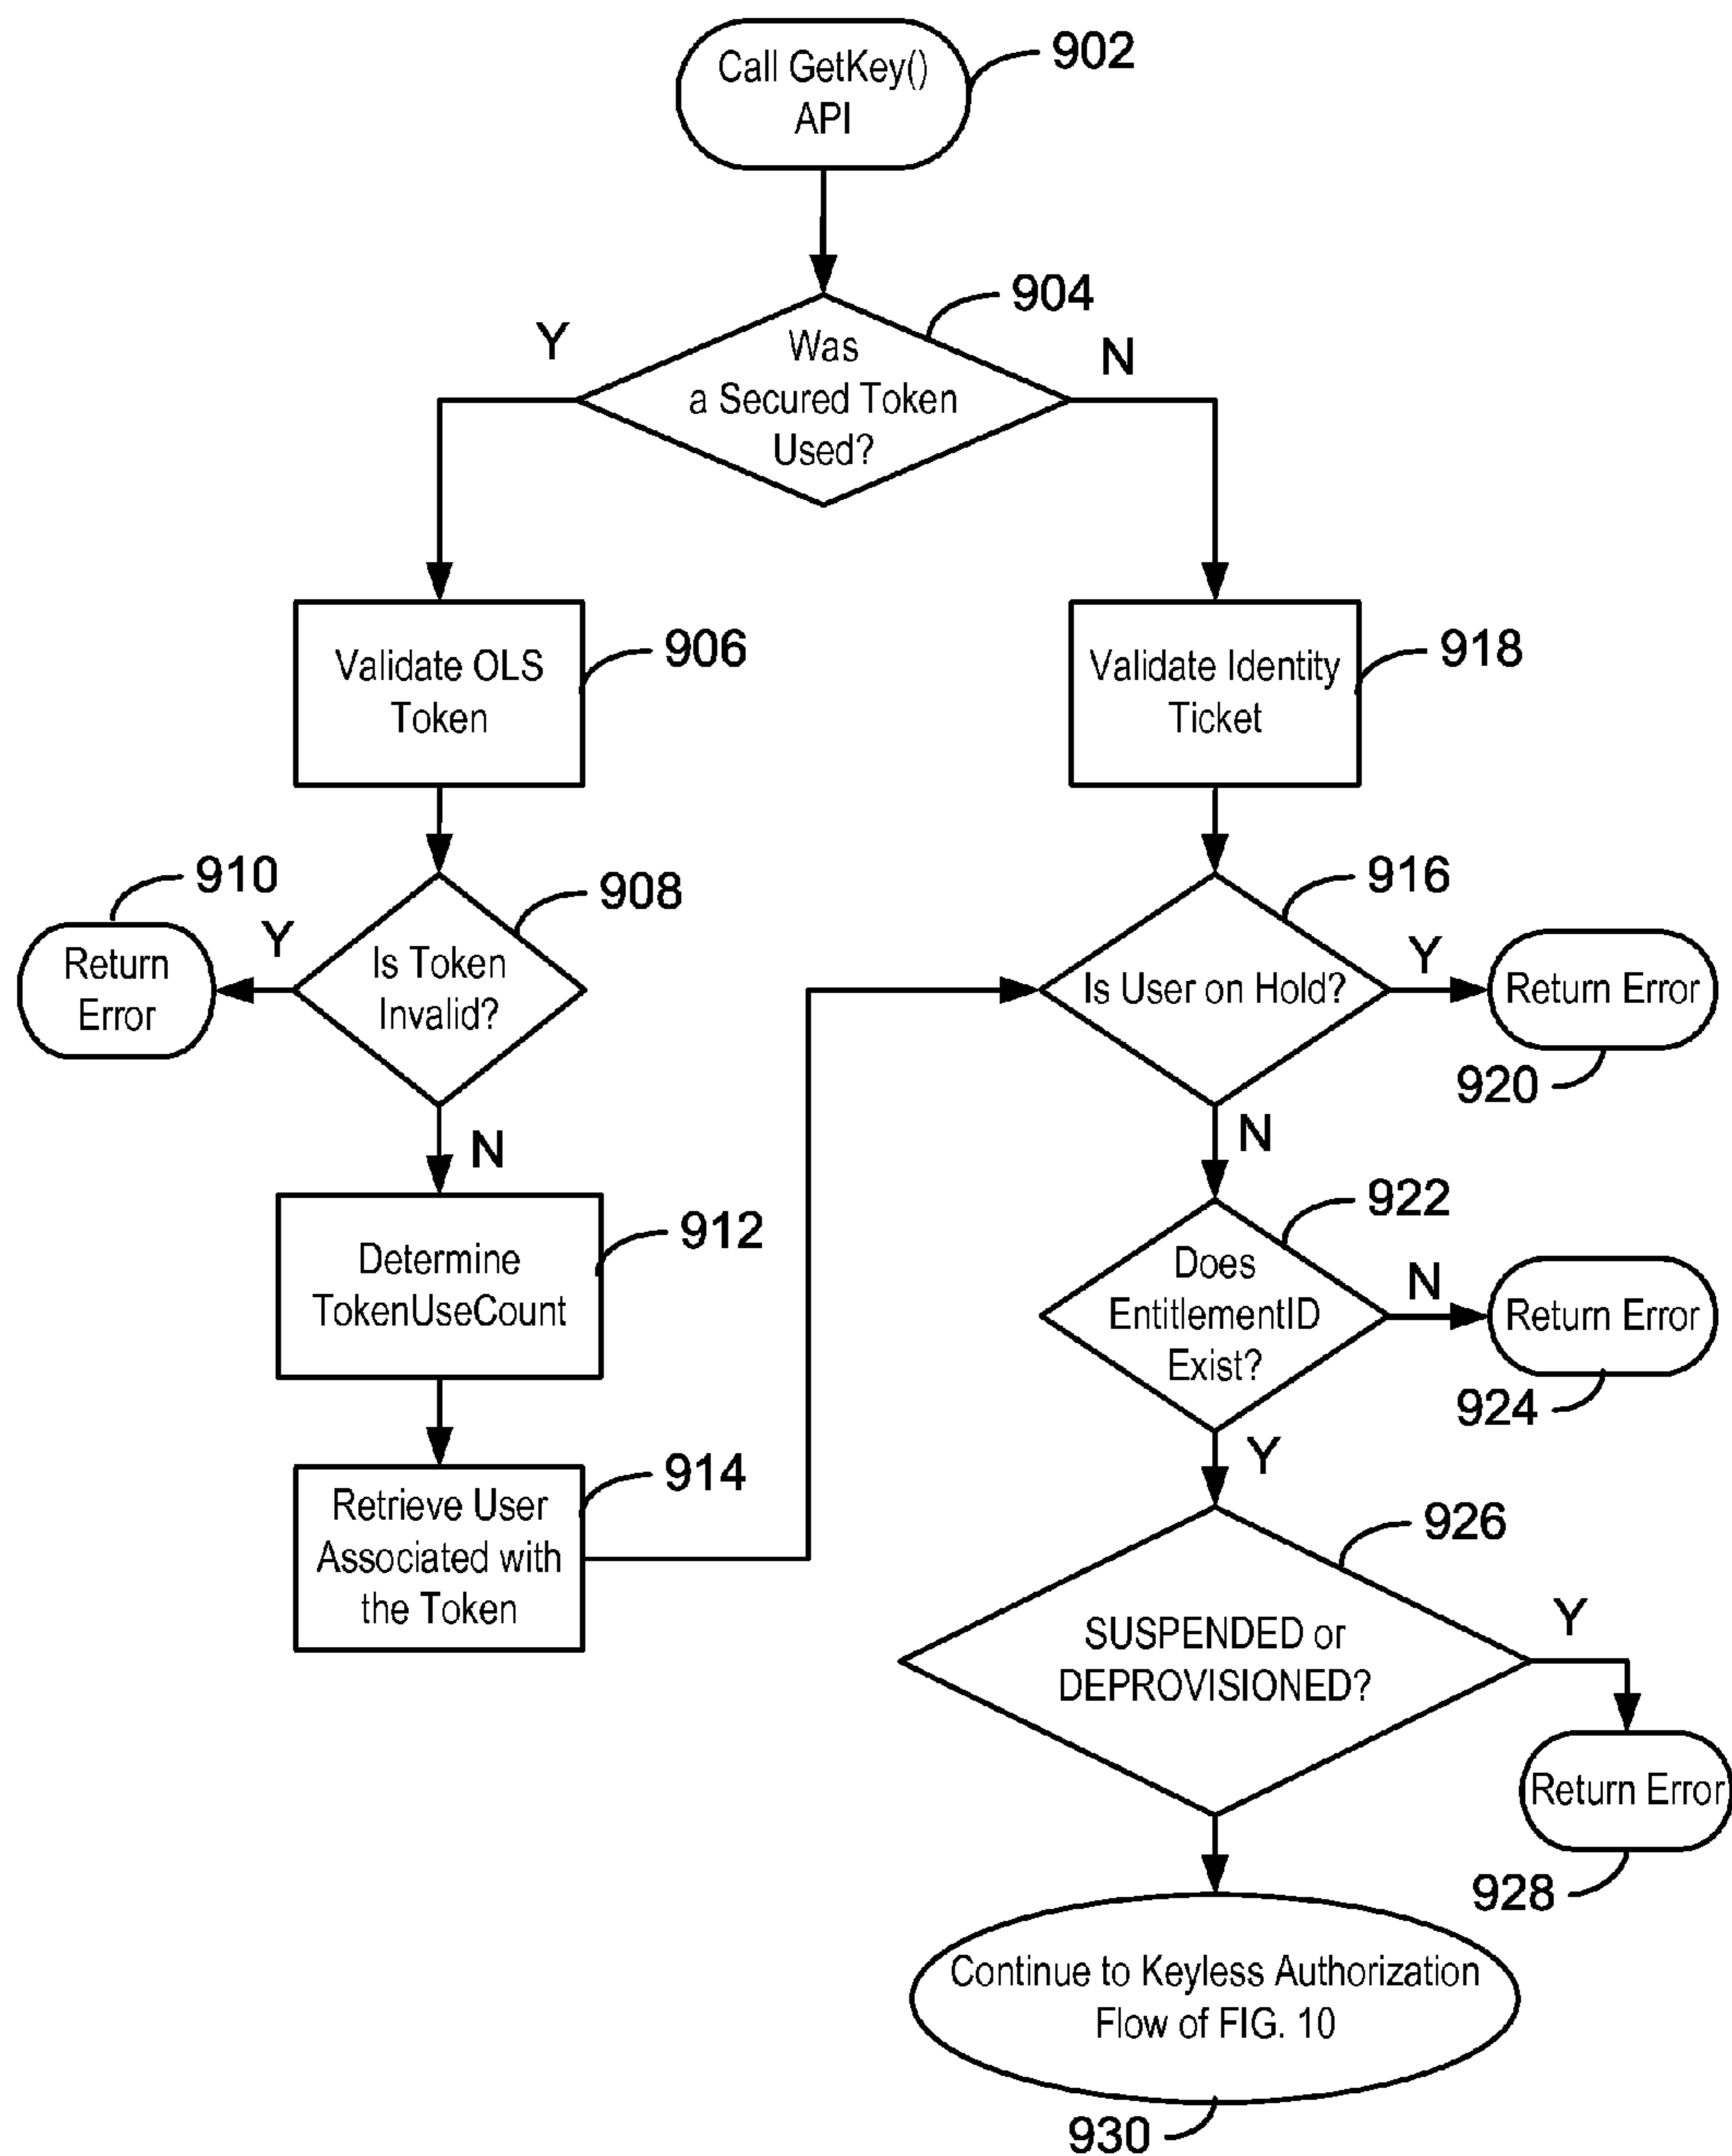 Call GetKey()
API
902
904
Y
N
Was
a Secured Token
Used?
Validate OLS
Token
906
Validate Identity
Ticket
918
910
908
916
Return
Error
Y
Is Token
Invalid?
Is User on Hold?
Y
Return Error
920
N
N
Determine
TokenUseCount
912
922
Does
EntitlementID
Exist?
N
Return Error
924
Y
Retrieve User
Associated with
the Token
914
926
SUSPENDED or
DEPROVISIONED?
Y
Return Error
928
Continue to Keyless Authorization
Flow of FIG. 10
930